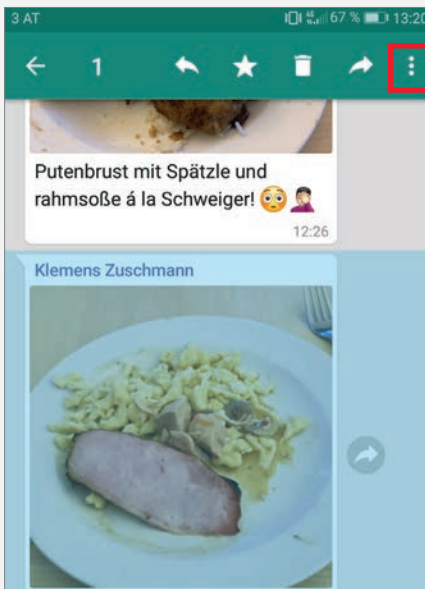 3 AT 67 % 13:20
1
Putenbrust mit Spätzle und
rahmsoße á la Schweiger! 😳 🤦
12:26
Klemens Zuschmann